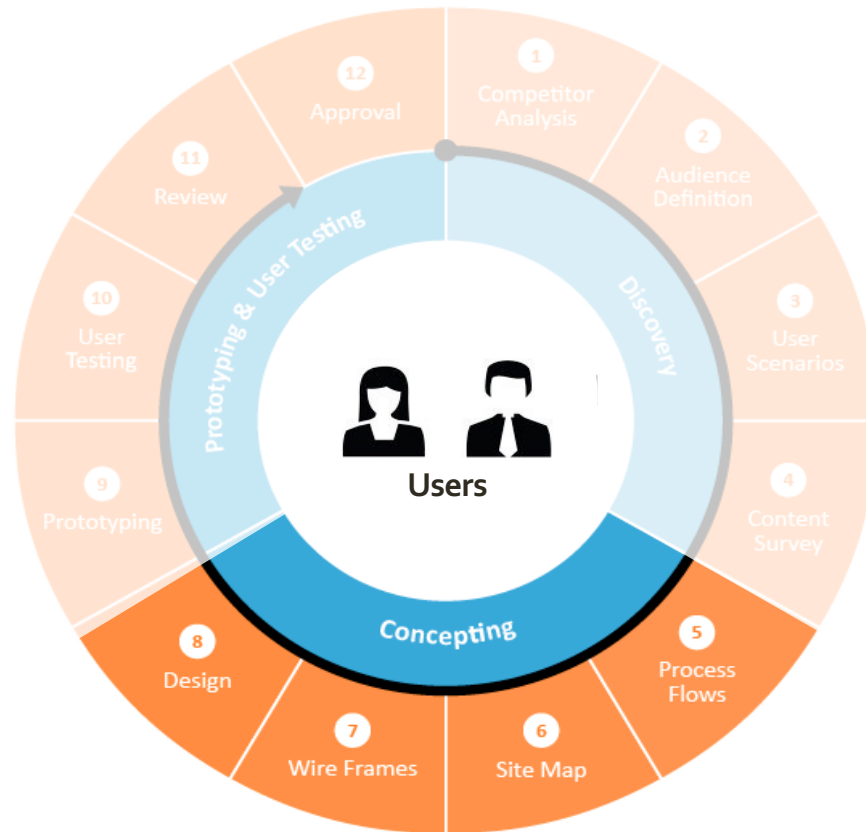 1
Competitor
Analysis
2
Audience
Definition
3
User
Scenarios
4
Content
Survey
5
Process
Flows
6
Site Map
7
Wire Frames
8
Design
9
Prototyping
10
User
Testing
11
Review
12
Approval
Discovery
Concepting
Prototyping & User Testing
Users